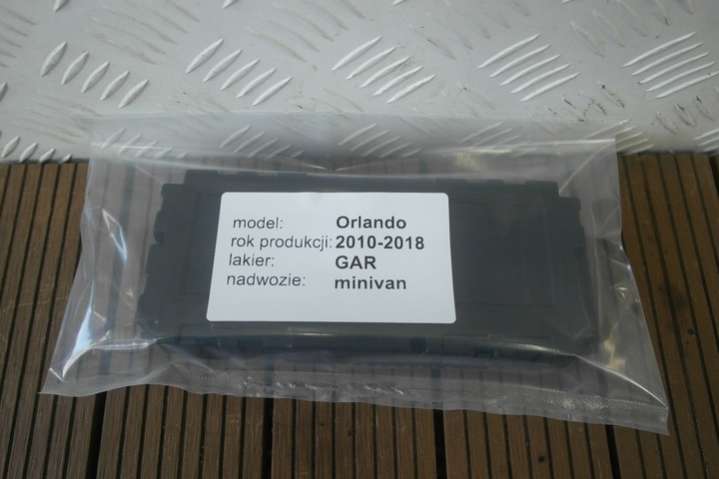 model: Orlando
rok produkcji: 2010-2018
lakier: GAR
nadwozie: minivan